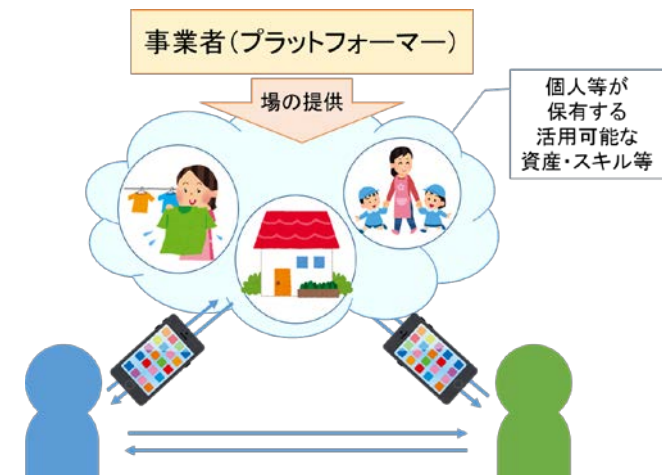 事業者（プラットフォーマー）
場の提供
個人等が
保有する
活用可能な
資産・スキル等